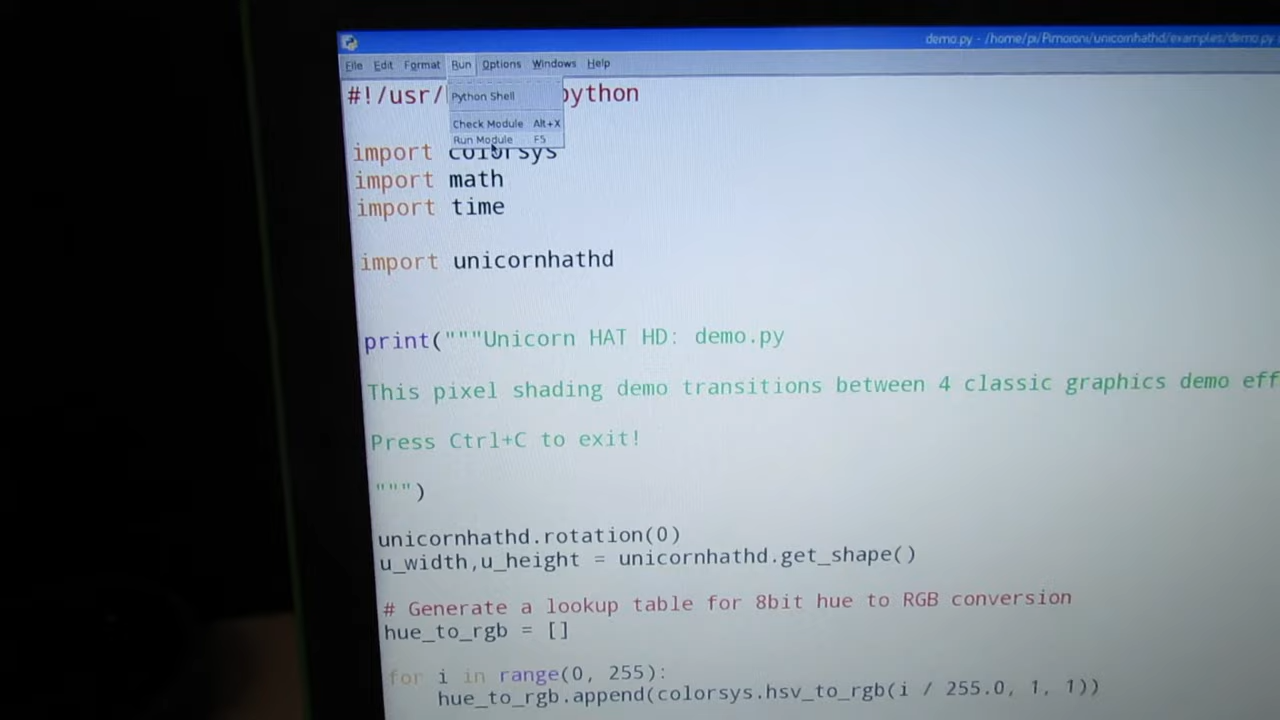 demo.py - /home/pi/Pimoroni/unicornhathd/examples/demo.py
File Edit Format Run Options Windows Help
#!/usr/ python
Python Shell
Check Module Alt+X
Run Module F5
import colorsys
import math
import time
import unicornhathd
print("""Unicorn HAT HD: demo.py
This pixel shading demo transitions between 4 classic graphics demo eff
Press Ctrl+C to exit!
""")
unicornhathd.rotation(0)
u_width,u_height = unicornhathd.get_shape()
# Generate a lookup table for 8bit hue to RGB conversion
hue_to_rgb = []
for i in range(0, 255):
hue_to_rgb.append(colorsys.hsv_to_rgb(i / 255.0, 1, 1))